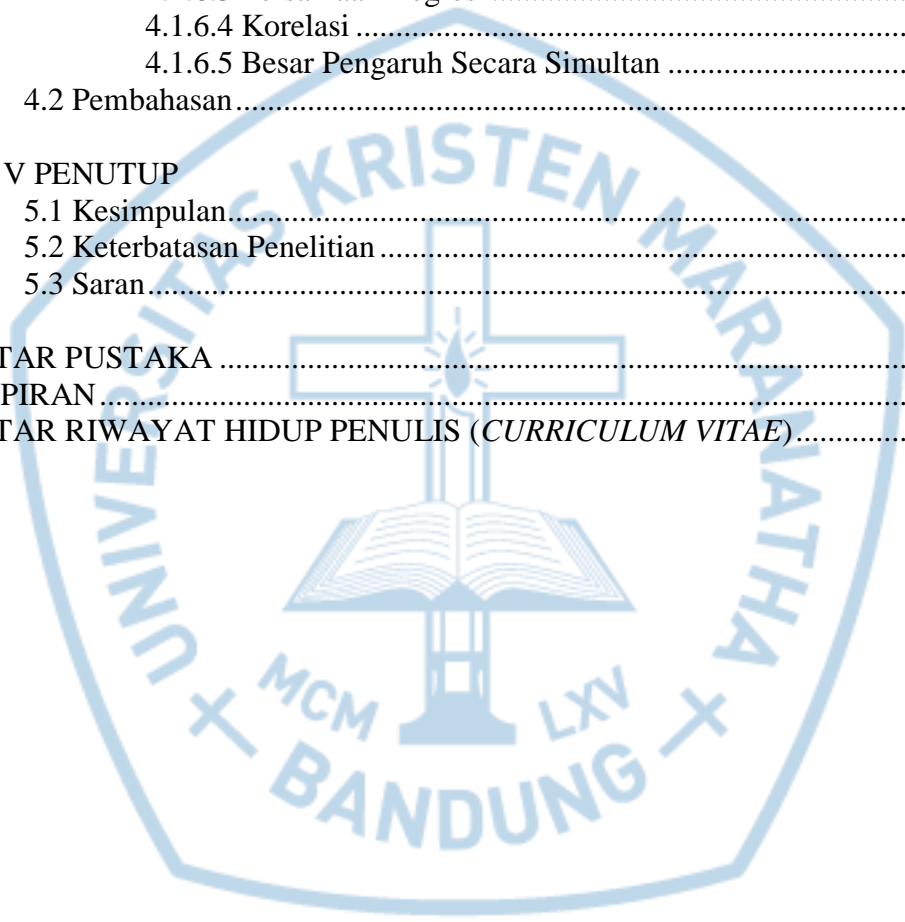 4.1.6.4 Korelasi ........................................................................
4.1.6.5 Besar Pengaruh Secara Simultan ...............................
4.2 Pembahasan.............................................................................................
V PENUTUP
5.1 Kesimpulan..............................................................................................
5.2 Keterbatasan Penelitian ........................................................................
5.3 Saran..........................................................................................................
TAR PUSTAKA ...............................................................................................
PIRAN.................................................................................................................
TAR RIWAYAT HIDUP PENULIS (CURRICULUM VITAE)...............
UNIVERSITAS KRISTEN MARANATHA
MCM LXV
BANDUNG